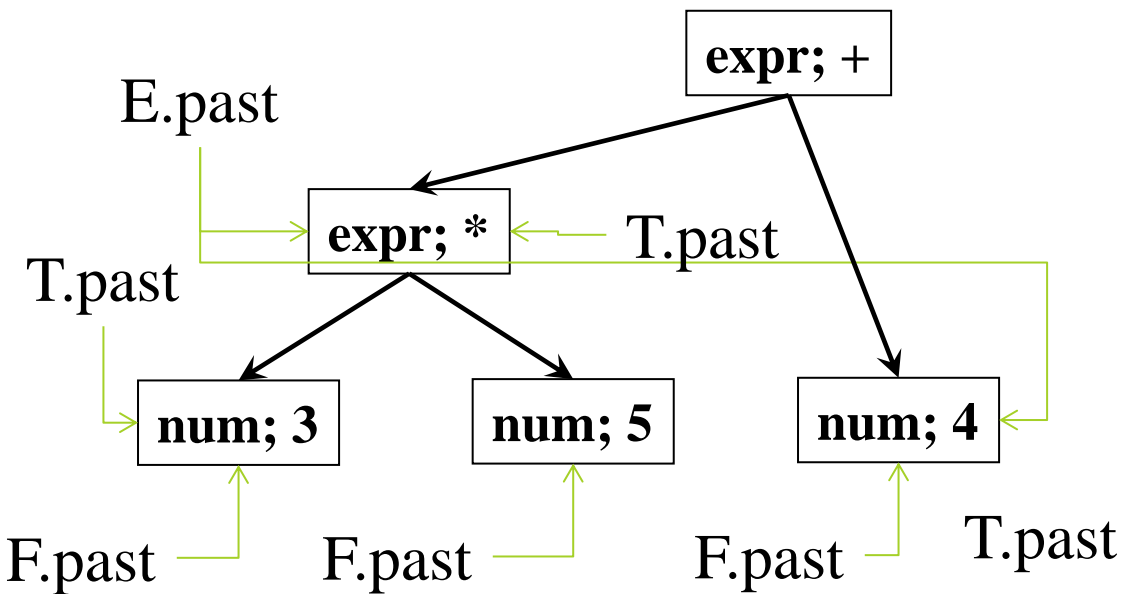 expr; +
E.past
expr; *
T.past
T.past
num; 3
num; 5
num; 4
F.past
F.past
F.past
T.past